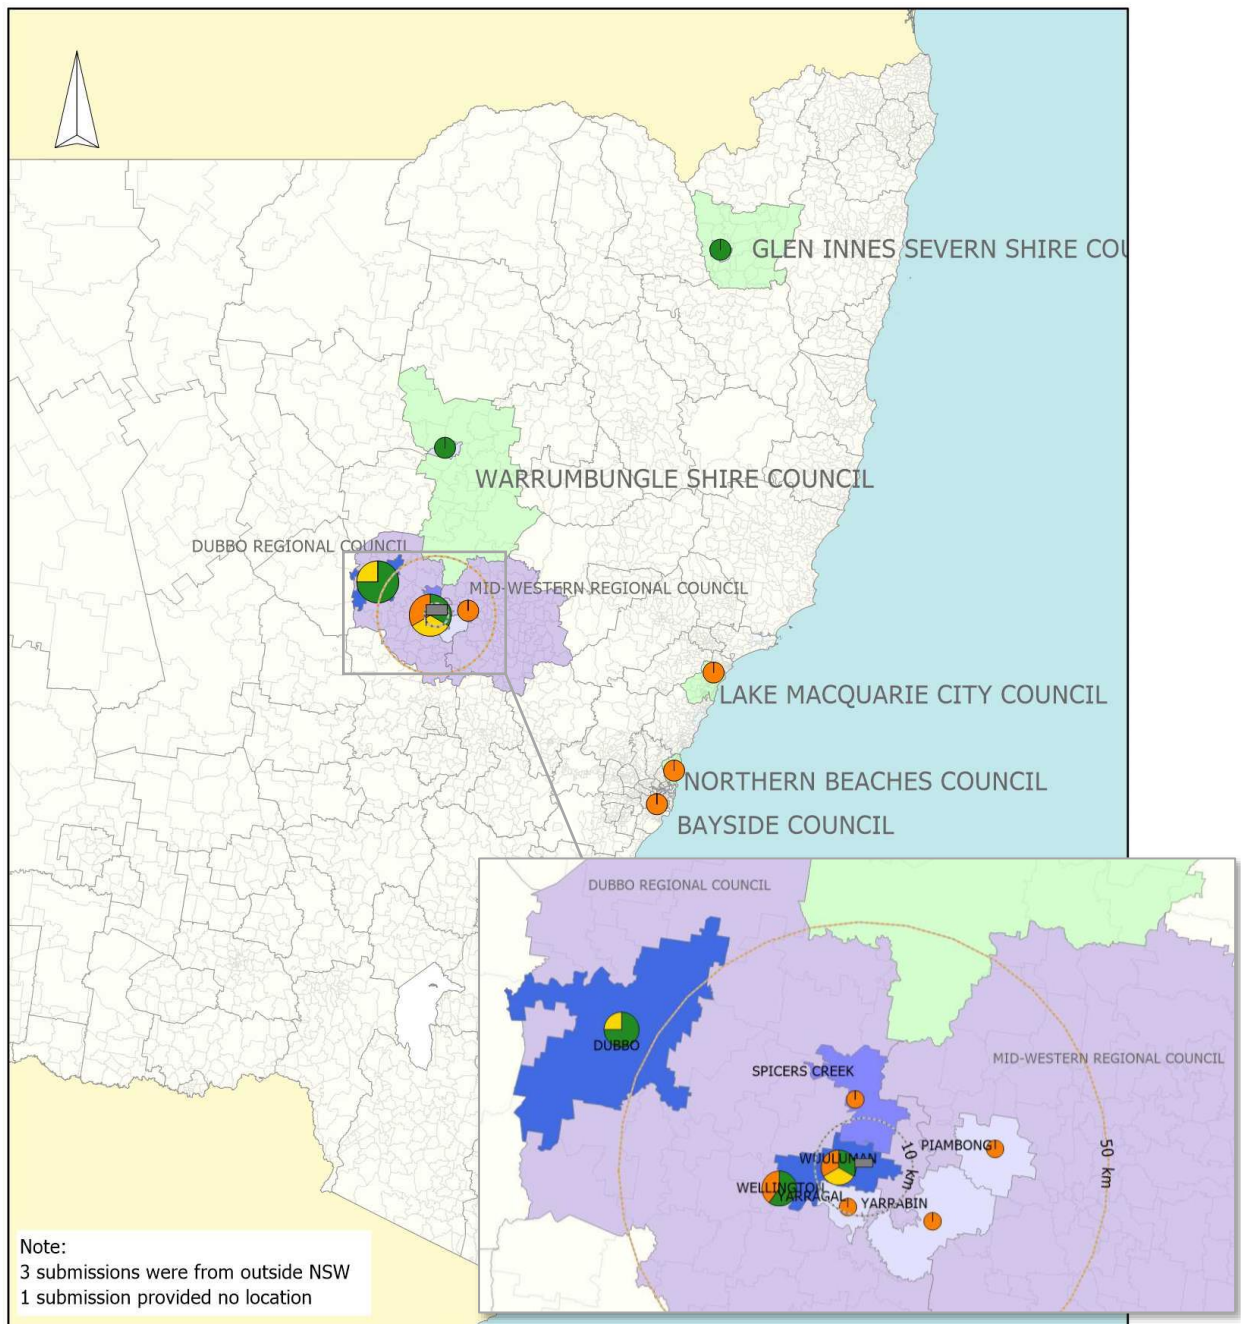 GLEN INNES SEVERN SHIRE COU
WARRUMBUNGLE SHIRE COUNCIL
DUBBO REGIONAL COUNCIL
MID-WESTERN REGIONAL COUNCIL
LAKE MACQUARIE CITY COUNCIL
NORTHERN BEACHES COUNCIL
BAYSIDE COUNCIL
DUBBO REGIONAL COUNCIL
DUBBO
MID-WESTERN REGIONAL COUNCIL
SPICERS CREEK
PIAMBONG
10 km
50 km
WUULUMAN
WELLINGTON
YARRAGAL
YARRABIN
Note:
3 submissions were from outside NSW
1 submission provided no location